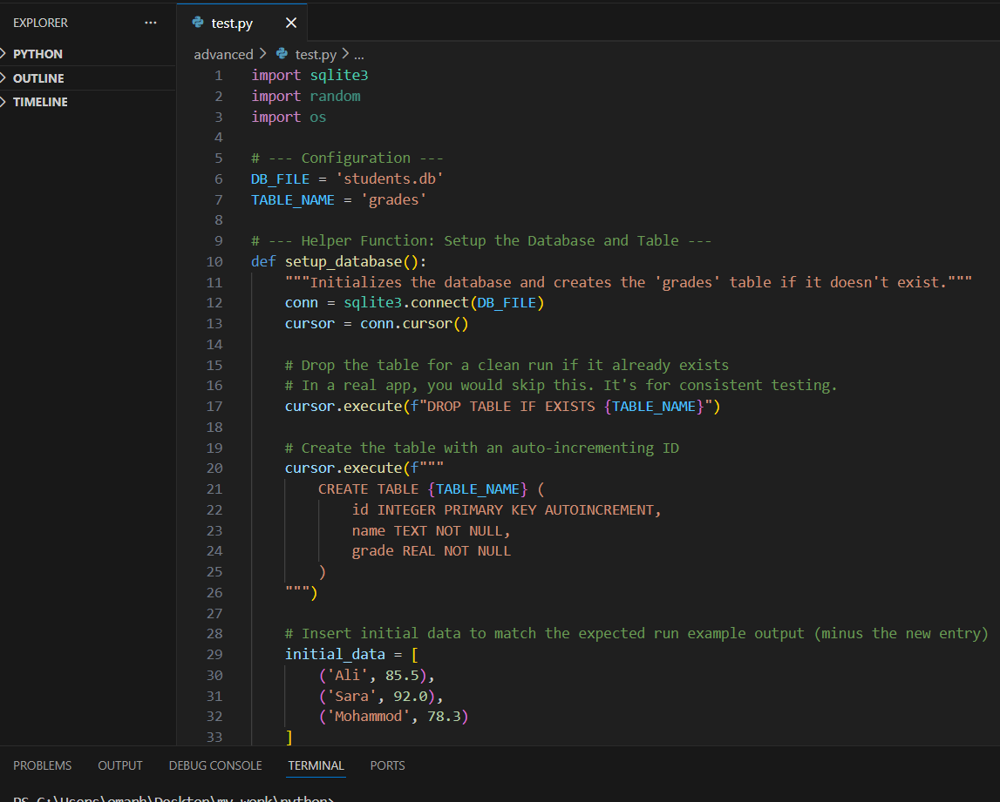 EXPLORER
...
PYTHON
OUTLINE
TIMELINE
test.py
advanced > test.py > ...
1 import sqlite3
2 import random
3 import os
4
5 # --- Configuration ---
6 DB_FILE = 'students.db'
7 TABLE_NAME = 'grades'
8
9 # --- Helper Function: Setup the Database and Table ---
10 def setup_database():
11     """Initializes the database and creates the 'grades' table if it doesn't exist."""
12     conn = sqlite3.connect(DB_FILE)
13     cursor = conn.cursor()
14
15     # Drop the table for a clean run if it already exists
16     # In a real app, you would skip this. It's for consistent testing.
17     cursor.execute(f"DROP TABLE IF EXISTS {TABLE_NAME}")
18
19     # Create the table with an auto-incrementing ID
20     cursor.execute(f"""
21         CREATE TABLE {TABLE_NAME} (
22             id INTEGER PRIMARY KEY AUTOINCREMENT,
23             name TEXT NOT NULL,
24             grade REAL NOT NULL
25         )
26     """)
27
28     # Insert initial data to match the expected run example output (minus the new entry)
29     initial_data = [
30         ('Ali', 85.5),
31         ('Sara', 92.0),
32         ('Mohammod', 78.3)
33     ]
PROBLEMS OUTPUT DEBUG CONSOLE TERMINAL PORTS
PS C:\Users\emanh\Desktop\my work\python>